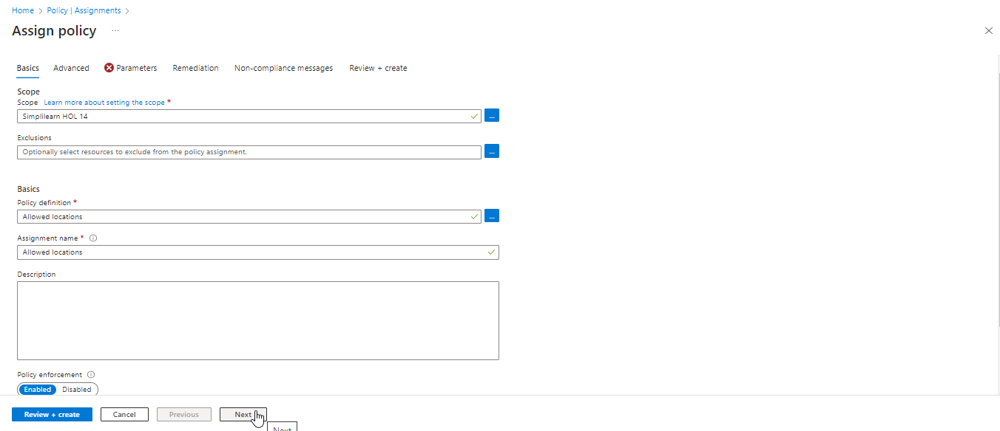 Home > Policy | Assignments >
Assign policy ...
Basics Advanced Parameters Remediation Non-compliance messages Review + create
Scope
Scope Learn more about setting the scope *
Simplilearn HOL 14
...
Exclusions
Optionally select resources to exclude from the policy assignment.
...
Basics
Policy definition *
Allowed locations
...
Assignment name *
Allowed locations
Description
Policy enforcement
Enabled Disabled
Review + create Cancel Previous Next
Next